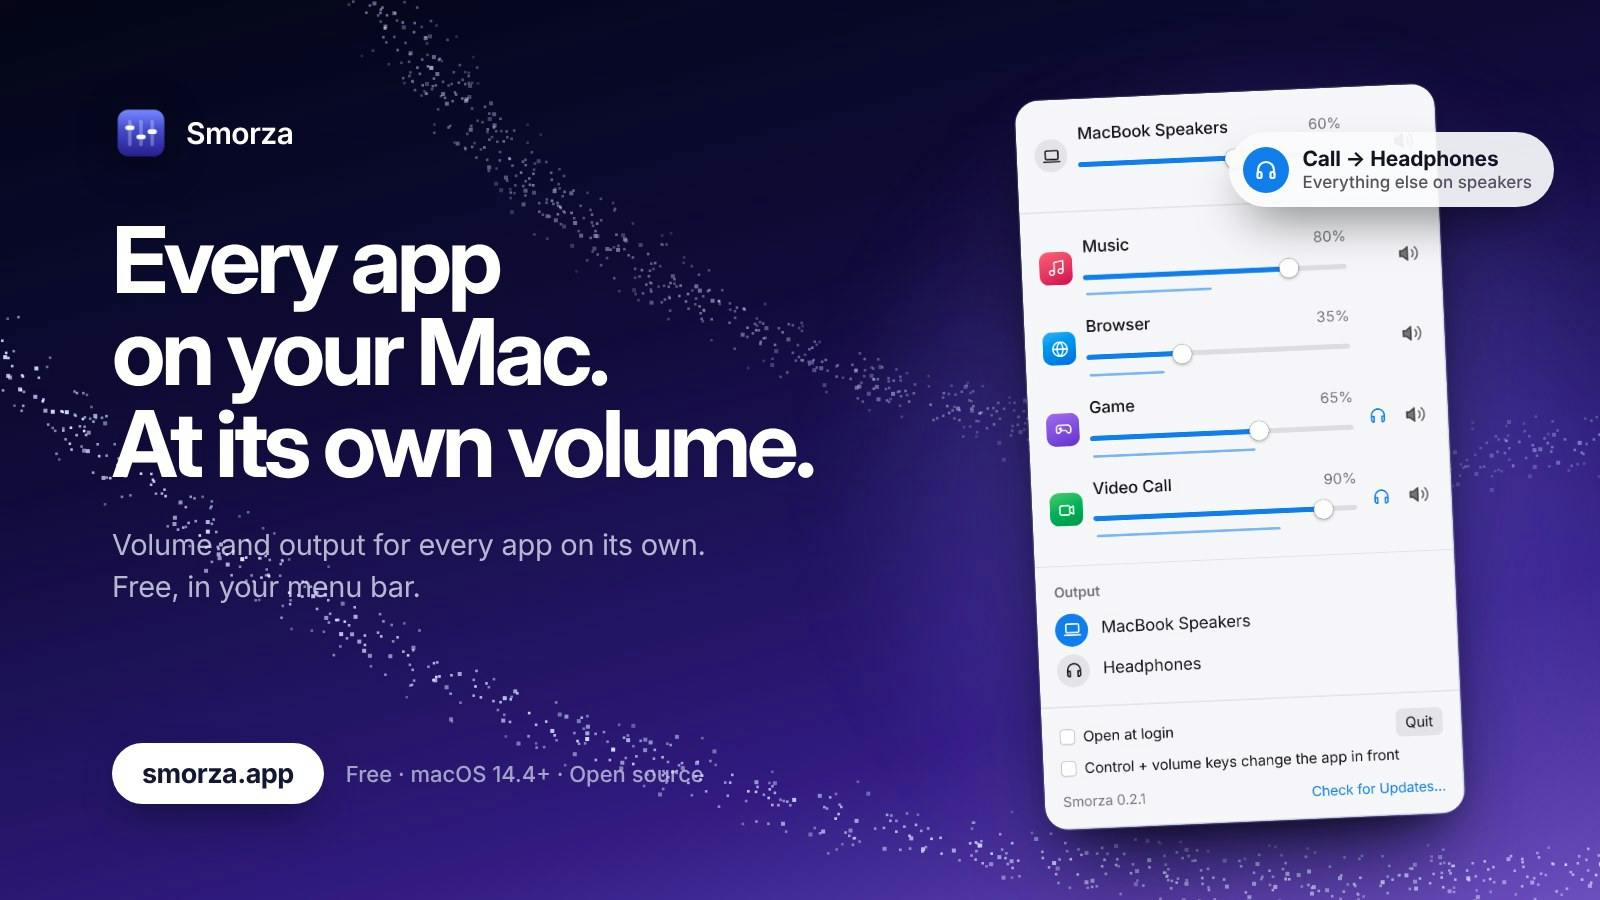 Smorza
Every app
on your Mac.
At its own volume.
Volume and output for every app on its own.
Free, in your menu bar.
smorza.app
Free · macOS 14.4+ · Open source
MacBook Speakers
60%
Call → Headphones
Everything else on speakers
Music
80%
Browser
35%
Game
65%
Video Call
90%
Output
MacBook Speakers
Headphones
Open at login
Quit
Control + volume keys change the app in front
Smorza 0.2.1
Check for Updates...